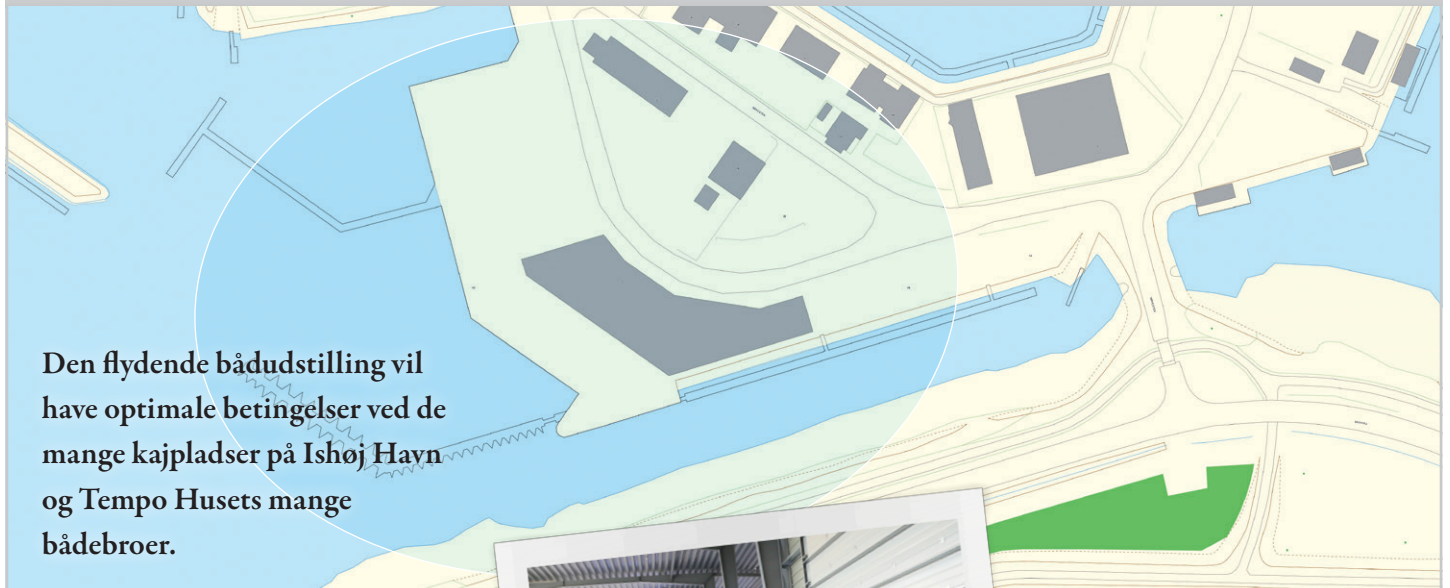 Den flydende bådudstilling vil
have optimale betingelser ved de
mange kajpladser på Ishøj Havn
og Tempo Husets mange
bådebroer.